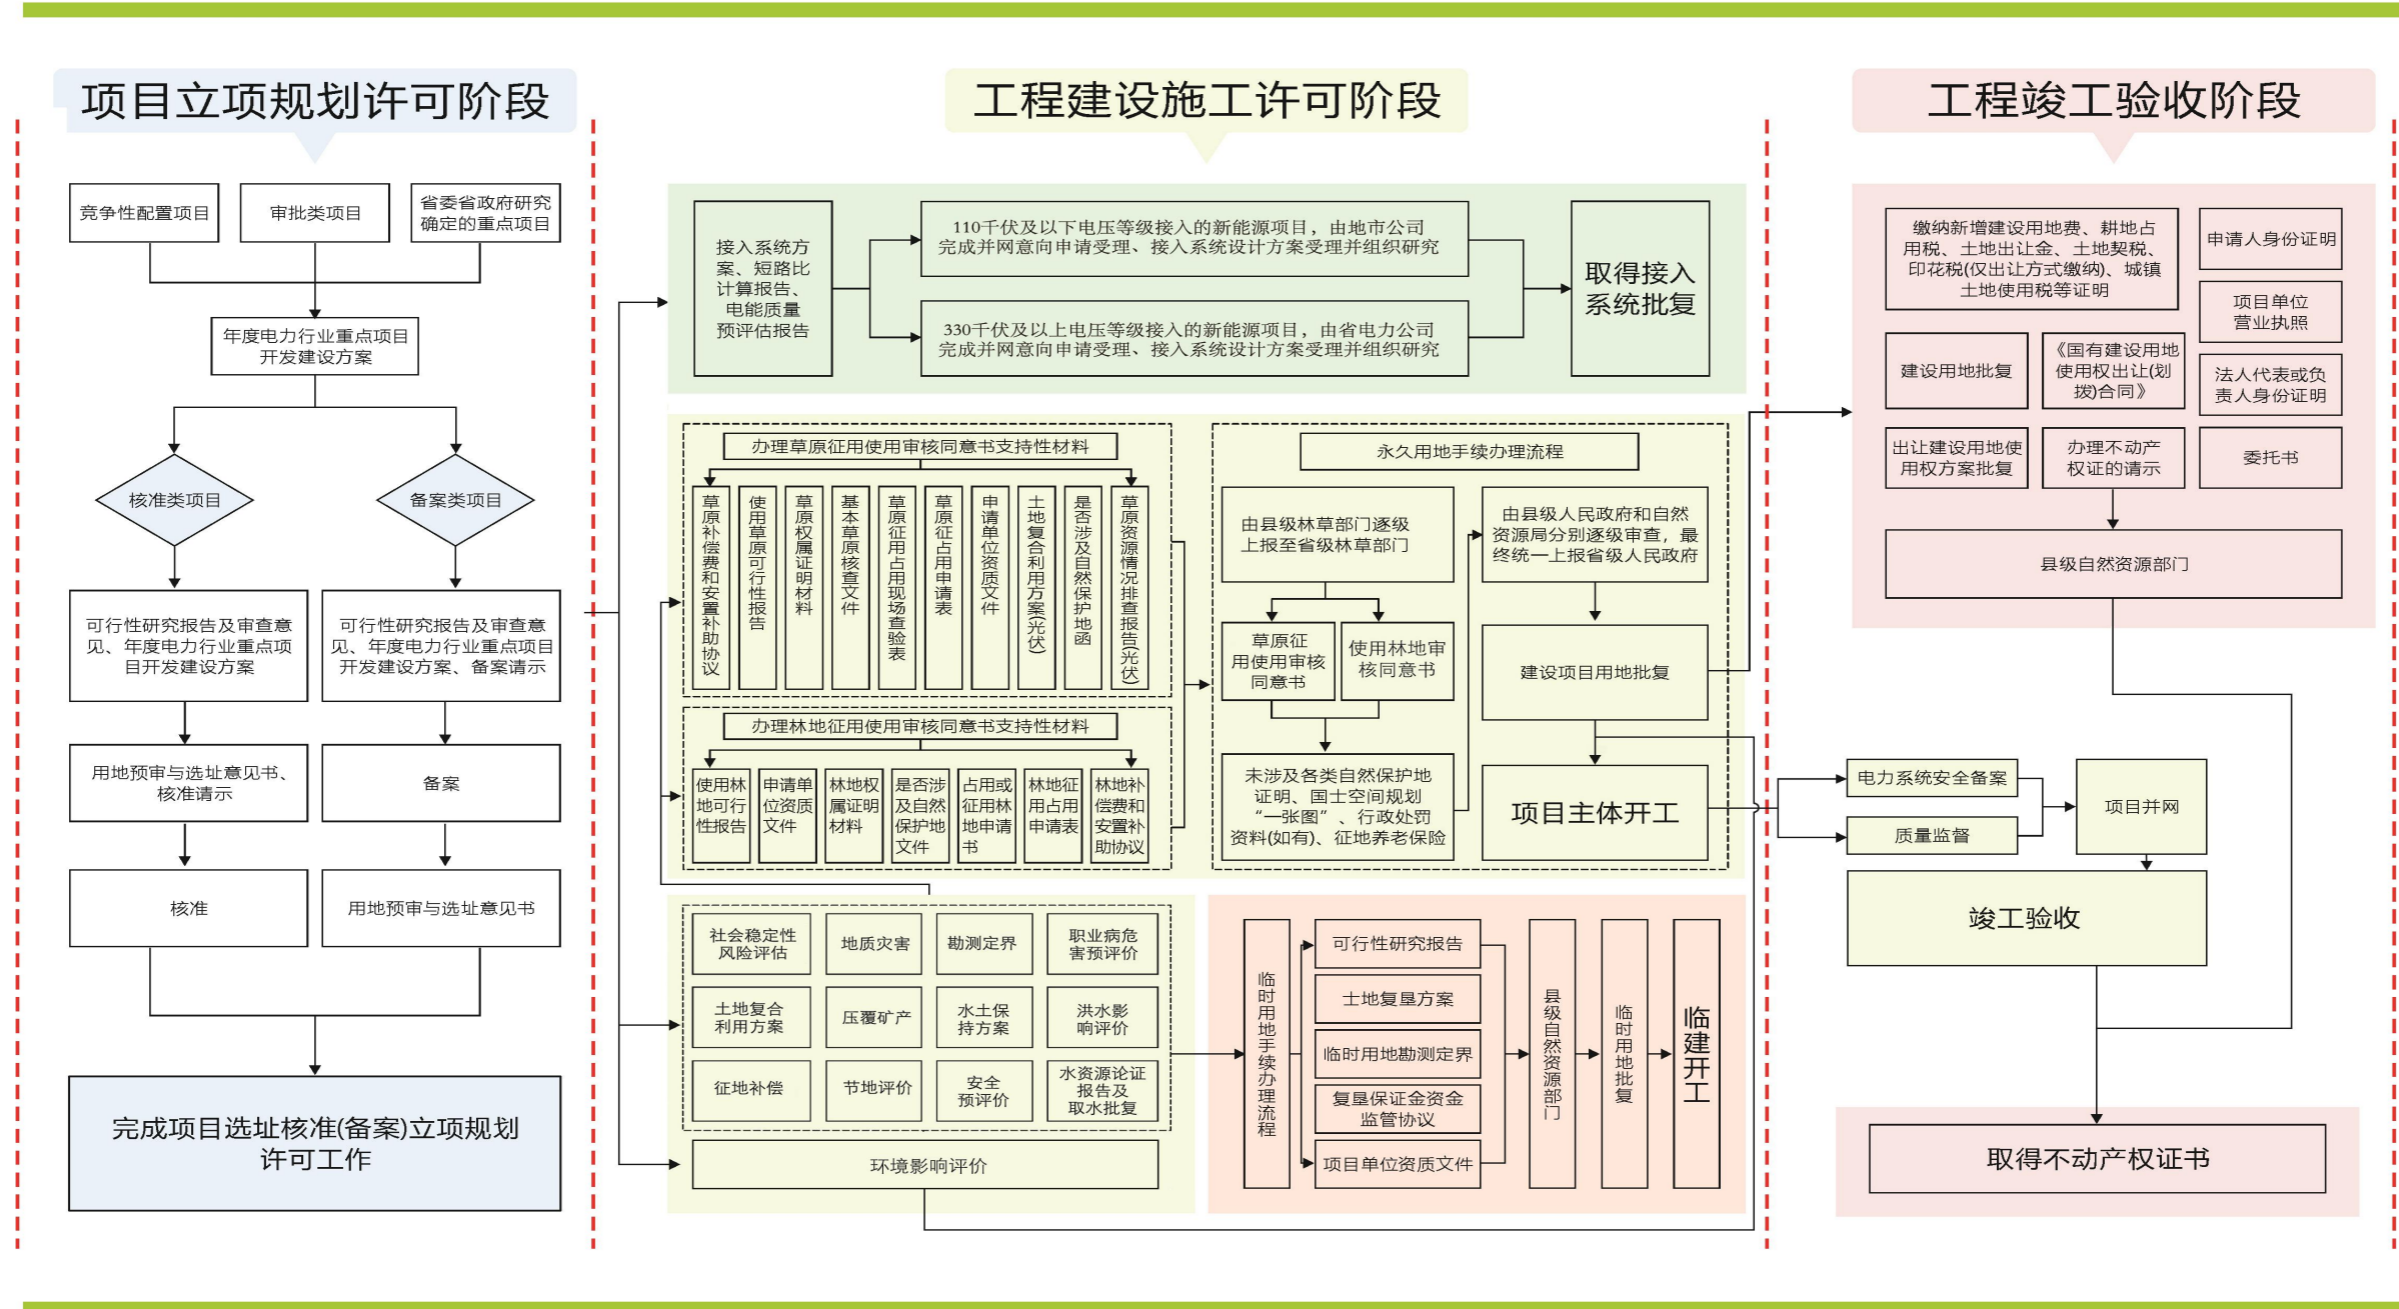 项目立项规划许可阶段
竞争性配置项目
审批类项目
省委省政府研究
确定的重点项目
年度电力行业重点项目
开发建设方案
核准类项目
备案类项目
可行性研究报告及审查意
见、年度电力行业重点项
目开发建设方案
可行性研究报告及审查意
见、年度电力行业重点项目
开发建设方案、备案请示
用地预审与选址意见书、
核准请示
备案
核准
用地预审与选址意见书
完成项目选址核准(备案)立项规划
许可工作
工程建设施工许可阶段
接入系统方
案、短路比
计算报告、
电能质量
预评估报告
110千伏及以下电压等级接入的新能源项目，由地市公司
完成并网意向申请受理、接入系统设计方案受理并组织研究
330千伏及以上电压等级接入的新能源项目，由省电力公司
完成并网意向申请受理、接入系统设计方案受理并组织研究
取得接入
系统批复
办理草原征用使用审核同意书支持性材料
草原补偿费和安置补助协议
使用草原可行性报告
草原权属证明材料
基本草原核查文件
草原征用占用现场查验表
草原征占用申请表
申请单位资质文件
土地复合利用方案(光伏)
是否涉及自然保护地函
草原资源情况排查报告(光伏)
办理林地征用使用审核同意书支持性材料
使用林
地可行
性报告
申请单
位资质
文件
林地权
属证明
材料
是否涉
及自然
保护地
文件
占用或
征用林
地申请
书
林地征
用占用
申请表
林地补
偿费和
安置补
助协议
永久用地手续办理流程
由县级林草部门逐级
上报至省级林草部门
草原征
用使用审核
同意书
使用林地审
核同意书
未涉及各类自然保护地
证明、国士空间规划
“一张图”、行政处罚
资料(如有)、征地养老保险
由县级人民政府和自然
资源局分别逐级审查，最
终统一上报省级人民政府
建设项目用地批复
项目主体开工
社会稳定性
风险评估
地质灾害
勘测定界
职业病危
害预评价
土地复合
利用方案
压覆矿产
水土保
持方案
洪水影
响评价
征地补偿
节地评价
安全
预评价
水资源论证
报告及
取水批复
环境影响评价
临时用地手续办理流程
可行性研究报告
士地复垦方案
临时用地勘测定界
复垦保证金资金
监管协议
项目单位资质文件
县级自然资源部门
临时用地批复
临建开工
工程竣工验收阶段
缴纳新增建设用地费、耕地占
用税、土地出让金、土地契税、
印花税(仅出让方式缴纳)、城镇
土地使用税等证明
申请人身份证明
项目单位
营业执照
建设用地批复
《国有建设用地
使用权出让(划
拨)合同》
法人代表或负
责人身份证明
出让建设用地使
用权方案批复
办理不动产
权证的请示
委托书
县级自然资源部门
电力系统安全备案
质量监督
项目并网
竣工验收
取得不动产权证书